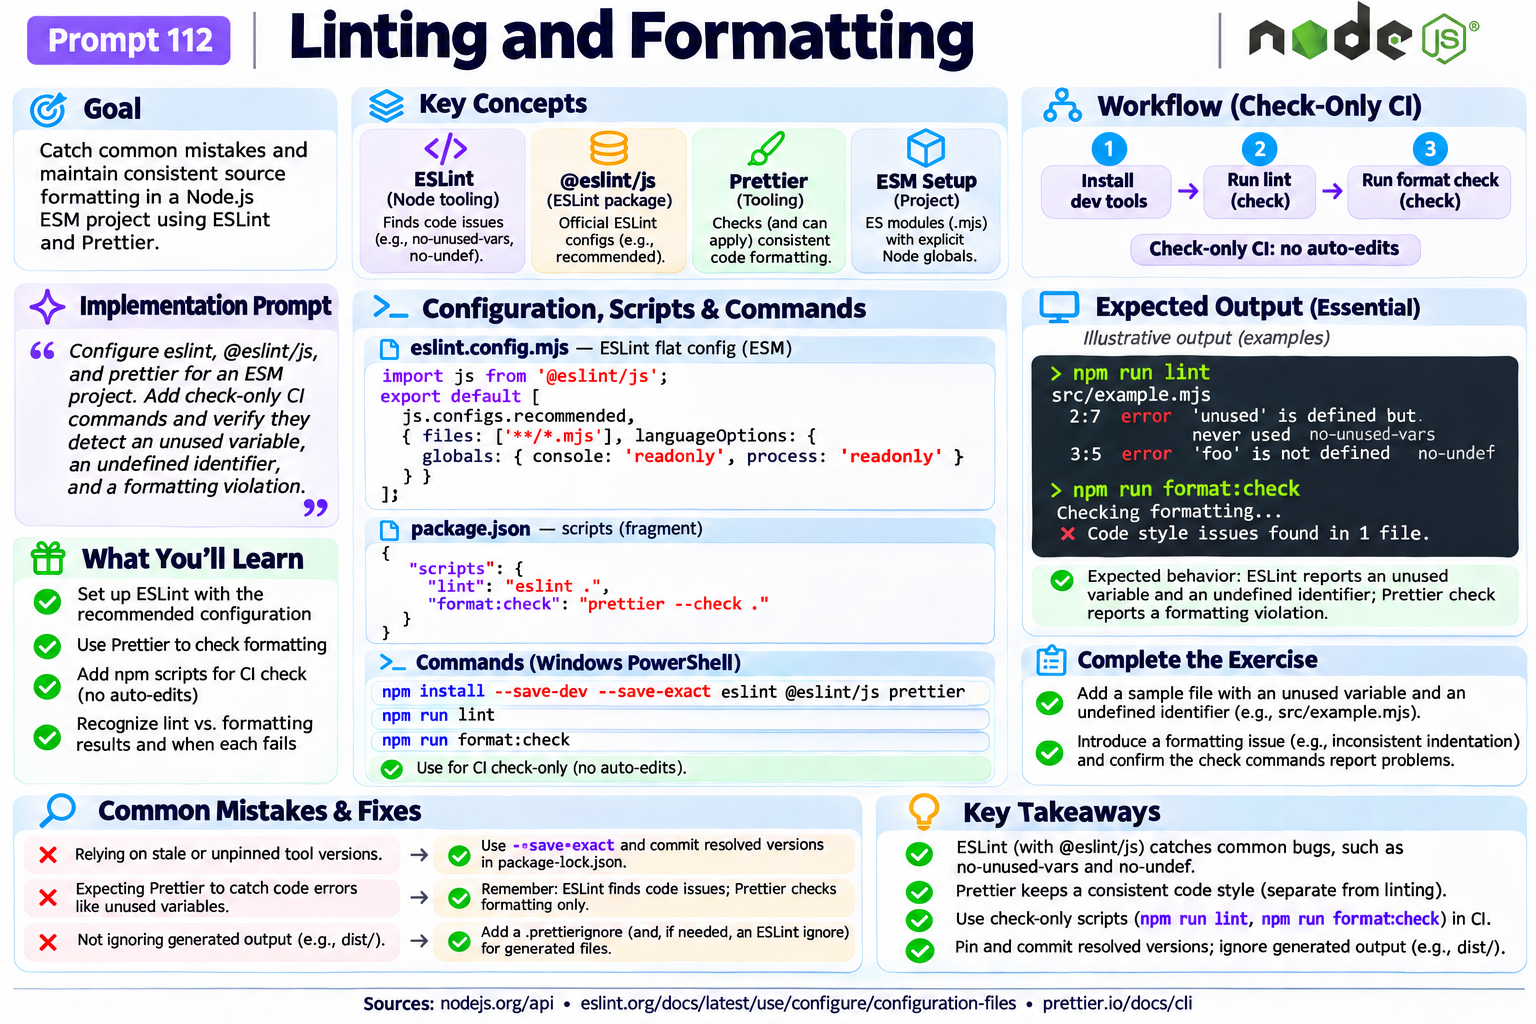 Prompt 112
Linting and Formatting
node
JS
®
Goal
Catch common mistakes and
maintain consistent source
formatting in a Node.js
ESM project using ESLint
and Prettier.
Key Concepts
</>
ESLint
(Node tooling)
Finds code issues
(e.g., no-unused-vars,
no-undef).
@eslint/js
(ESLint package)
Official ESLint
configs (e.g.,
recommended).
Prettier
(Tooling)
Checks (and can
apply) consistent
code formatting.
ESM Setup
(Project)
ES modules (.mjs)
with explicit
Node globals.
Workflow (Check-Only CI)
1
Install
dev tools
2
Run lint
(check)
3
Run format check
(check)
Check-only CI: no auto-edits
Implementation Prompt
“ Configure eslint, @eslint/js,
and prettier for an ESM
project. Add check-only CI
commands and verify they
detect an unused variable,
an undefined identifier,
and a formatting violation. ”
What You’ll Learn
Set up ESLint with the
recommended configuration
Use Prettier to check formatting
Add npm scripts for CI check
(no auto-edits)
Recognize lint vs. formatting
results and when each fails
Configuration, Scripts & Commands
eslint.config.mjs — ESLint flat config (ESM)
import js from '@eslint/js';
export default [
js.configs.recommended,
{ files: ['**/*.mjs'], languageOptions: {
globals: { console: 'readonly', process: 'readonly' }
} }
];
package.json — scripts (fragment)
{
"scripts": {
"lint": "eslint .",
"format:check": "prettier --check ."
}
}
Commands (Windows PowerShell)
npm install --save-dev --save-exact eslint @eslint/js prettier
npm run lint
npm run format:check
Use for CI check-only (no auto-edits).
Expected Output (Essential)
Illustrative output (examples)
> npm run lint
src/example.mjs
2:7 error 'unused' is defined but.
never used no-unused-vars
3:5 error 'foo' is not defined no-undef
> npm run format:check
Checking formatting...
✕ Code style issues found in 1 file.
Expected behavior: ESLint reports an unused
variable and an undefined identifier; Prettier check
reports a formatting violation.
Complete the Exercise
Add a sample file with an unused variable and an
undefined identifier (e.g., src/example.mjs).
Introduce a formatting issue (e.g., inconsistent indentation)
and confirm the check commands report problems.
Common Mistakes & Fixes
Relying on stale or unpinned tool versions.
Use --save-exact and commit resolved versions
in package-lock.json.
Expecting Prettier to catch code errors
like unused variables.
Remember: ESLint finds code issues; Prettier checks
formatting only.
Not ignoring generated output (e.g., dist/).
Add a .prettierignore (and, if needed, an ESLint ignore)
for generated files.
Key Takeaways
ESLint (with @eslint/js) catches common bugs, such as
no-unused-vars and no-undef.
Prettier keeps a consistent code style (separate from linting).
Use check-only scripts (npm run lint, npm run format:check) in CI.
Pin and commit resolved versions; ignore generated output (e.g., dist/).
Sources: nodejs.org/api • eslint.org/docs/latest/use/configure/configuration-files • prettier.io/docs/cli